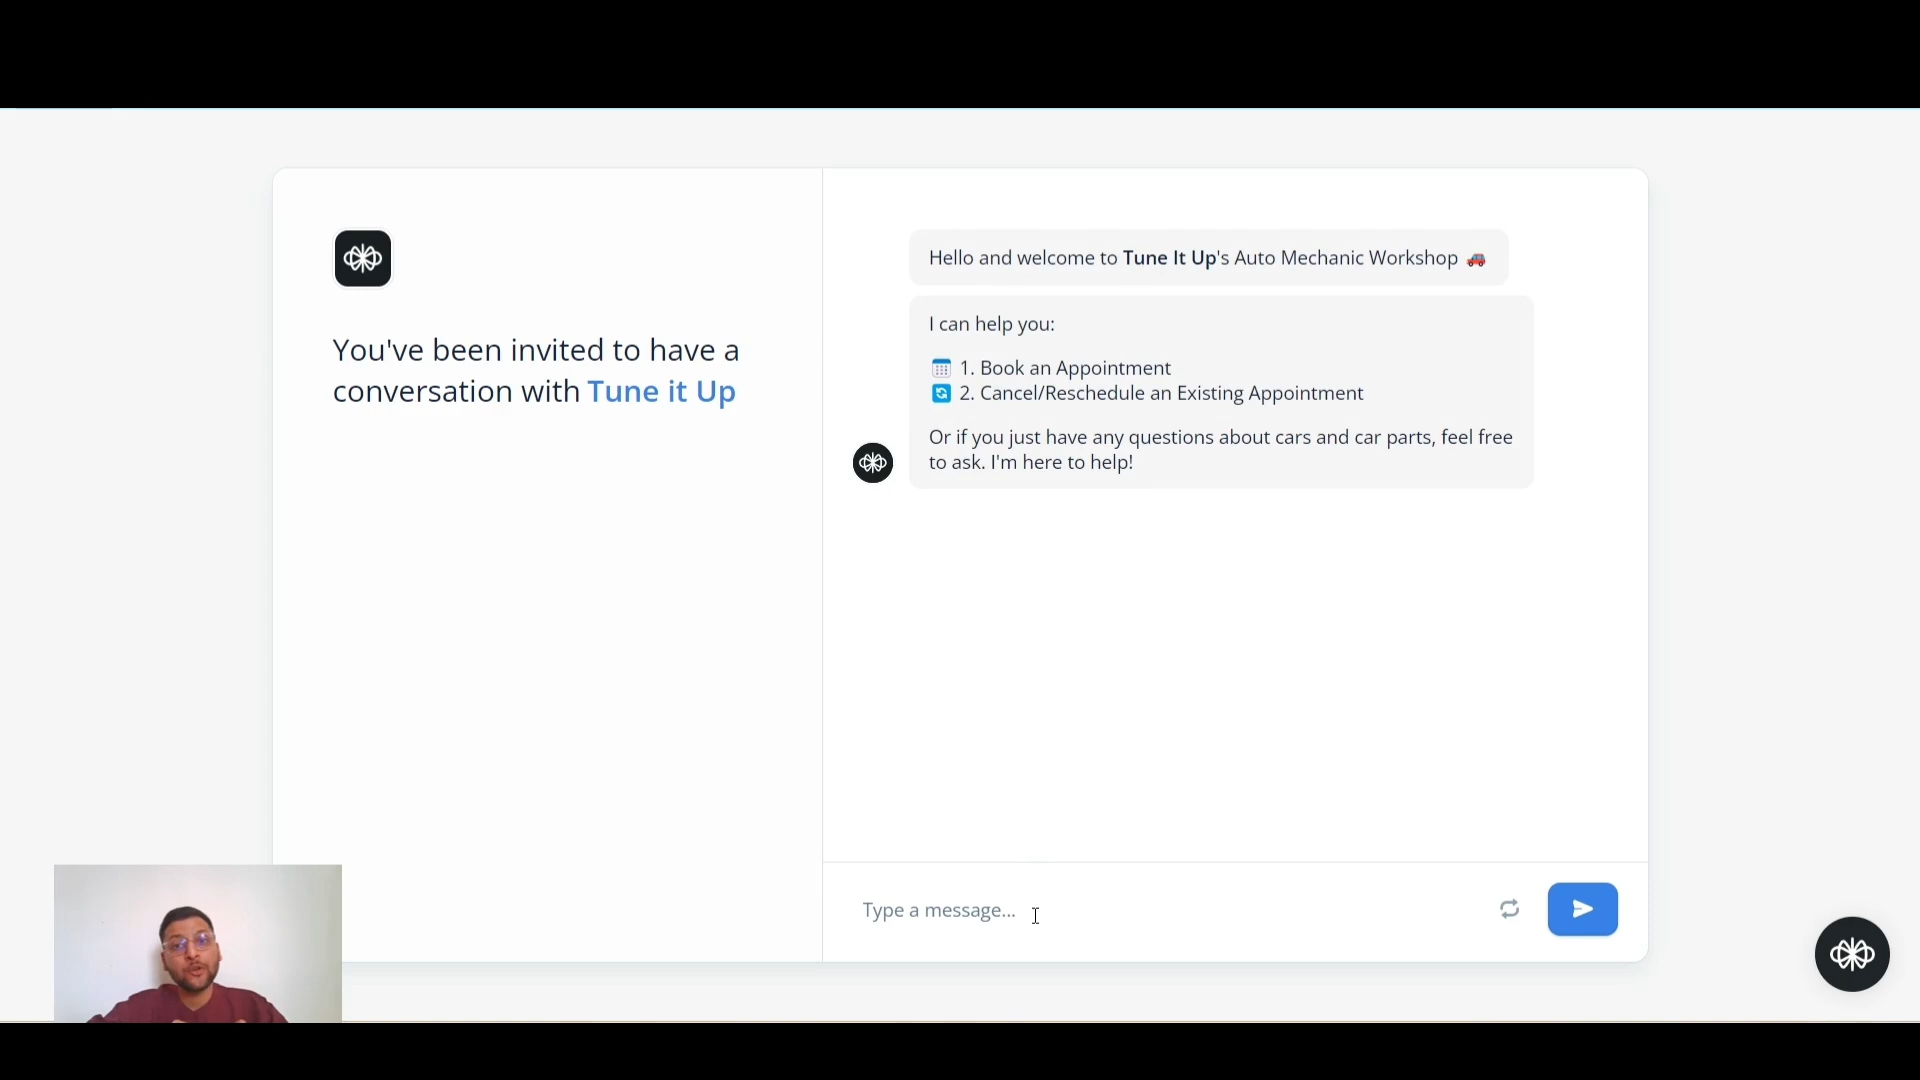 You've been invited to have a
conversation with Tune it Up
Hello and welcome to Tune It Up's Auto Mechanic Workshop 🚗
I can help you:
📅 1. Book an Appointment
🔄 2. Cancel/Reschedule an Existing Appointment
Or if you just have any questions about cars and car parts, feel free
to ask. I'm here to help!
Type a message...